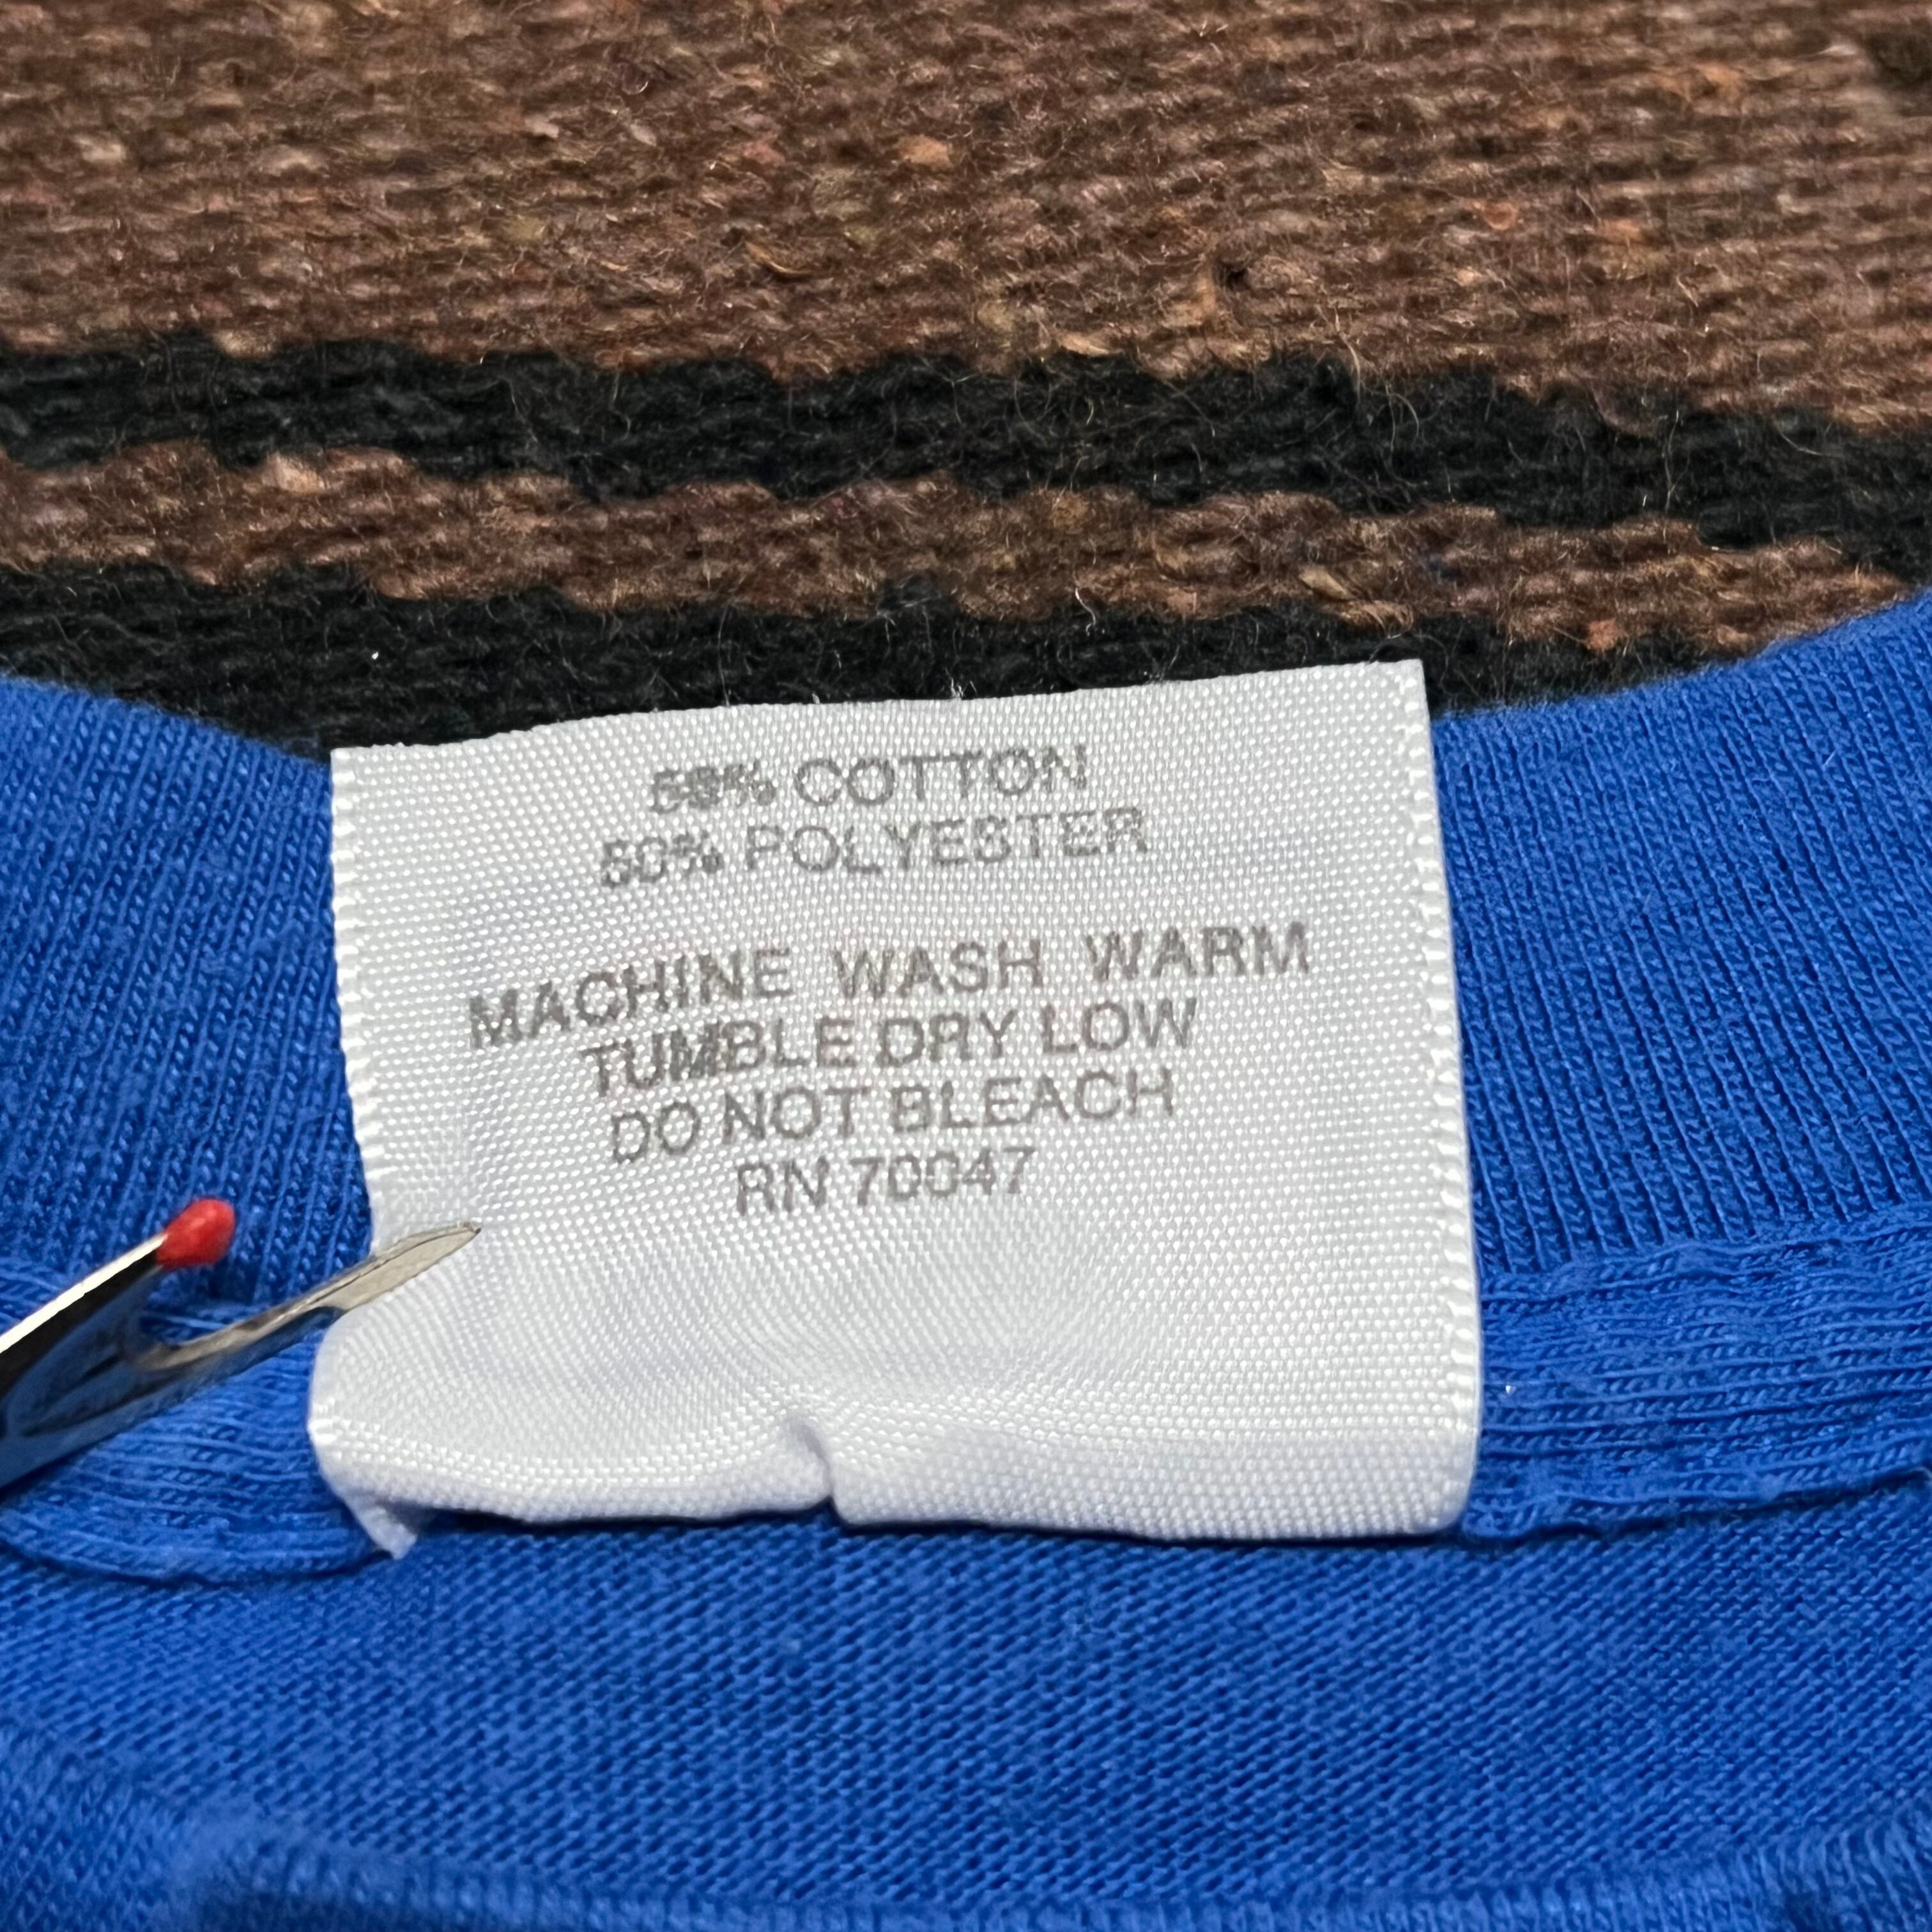 50% COTTON
50% POLYESTER
MACHINE WASH WARM
TUMBLE DRY LOW
DO NOT BLEACH
RN 70047